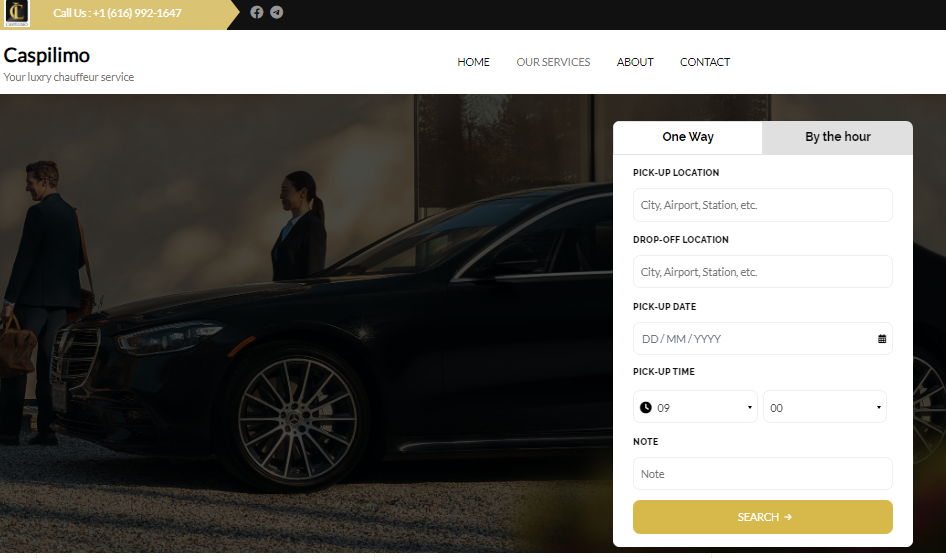 Call Us : +1 (616) 992-1647
Caspilimo
Your luxry chauffeur service
HOME OUR SERVICES ABOUT CONTACT
One Way By the hour
PICK-UP LOCATION
City, Airport, Station, etc.
DROP-OFF LOCATION
City, Airport, Station, etc.
PICK-UP DATE
DD / MM / YYYY
PICK-UP TIME
09 00
NOTE
Note
SEARCH →